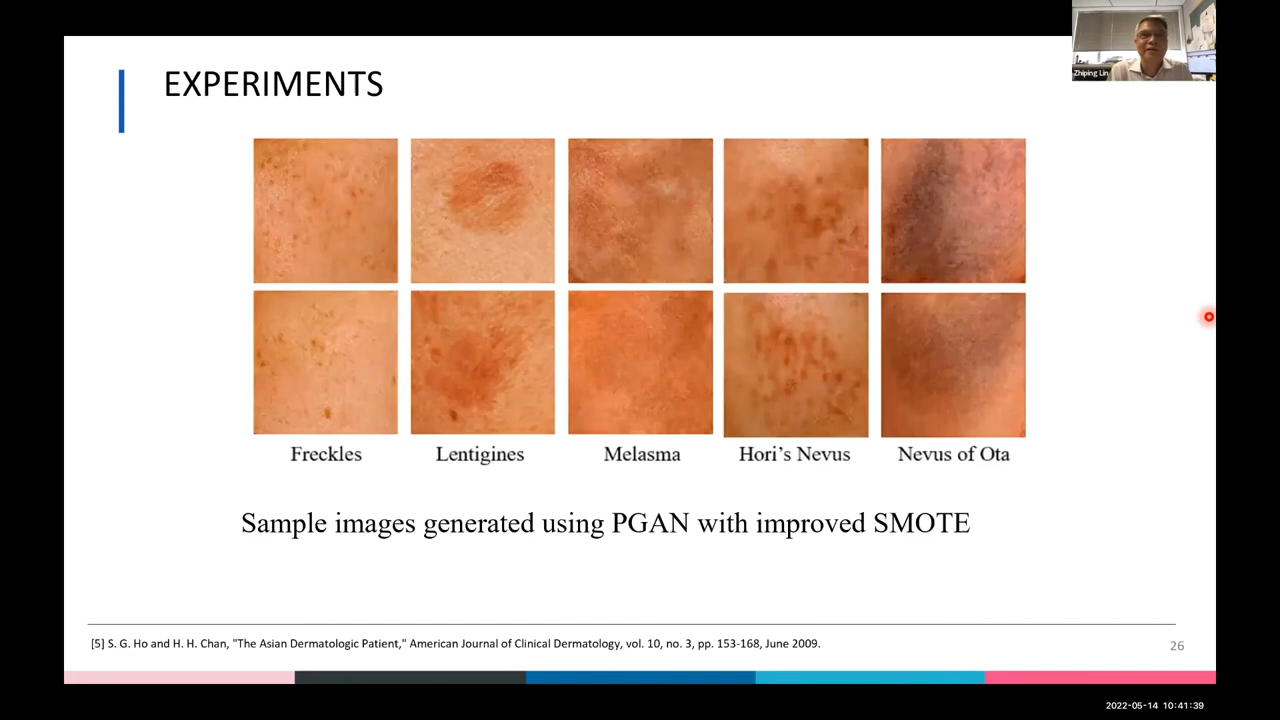 EXPERIMENTS
Zhiping Lin
Freckles Lentigines Melasma Hori's Nevus Nevus of Ota
Sample images generated using PGAN with improved SMOTE
[5] S. G. Ho and H. H. Chan, "The Asian Dermatologic Patient," American Journal of Clinical Dermatology, vol. 10, no. 3, pp. 153-168, June 2009.
26
2022-05-14 10:41:39